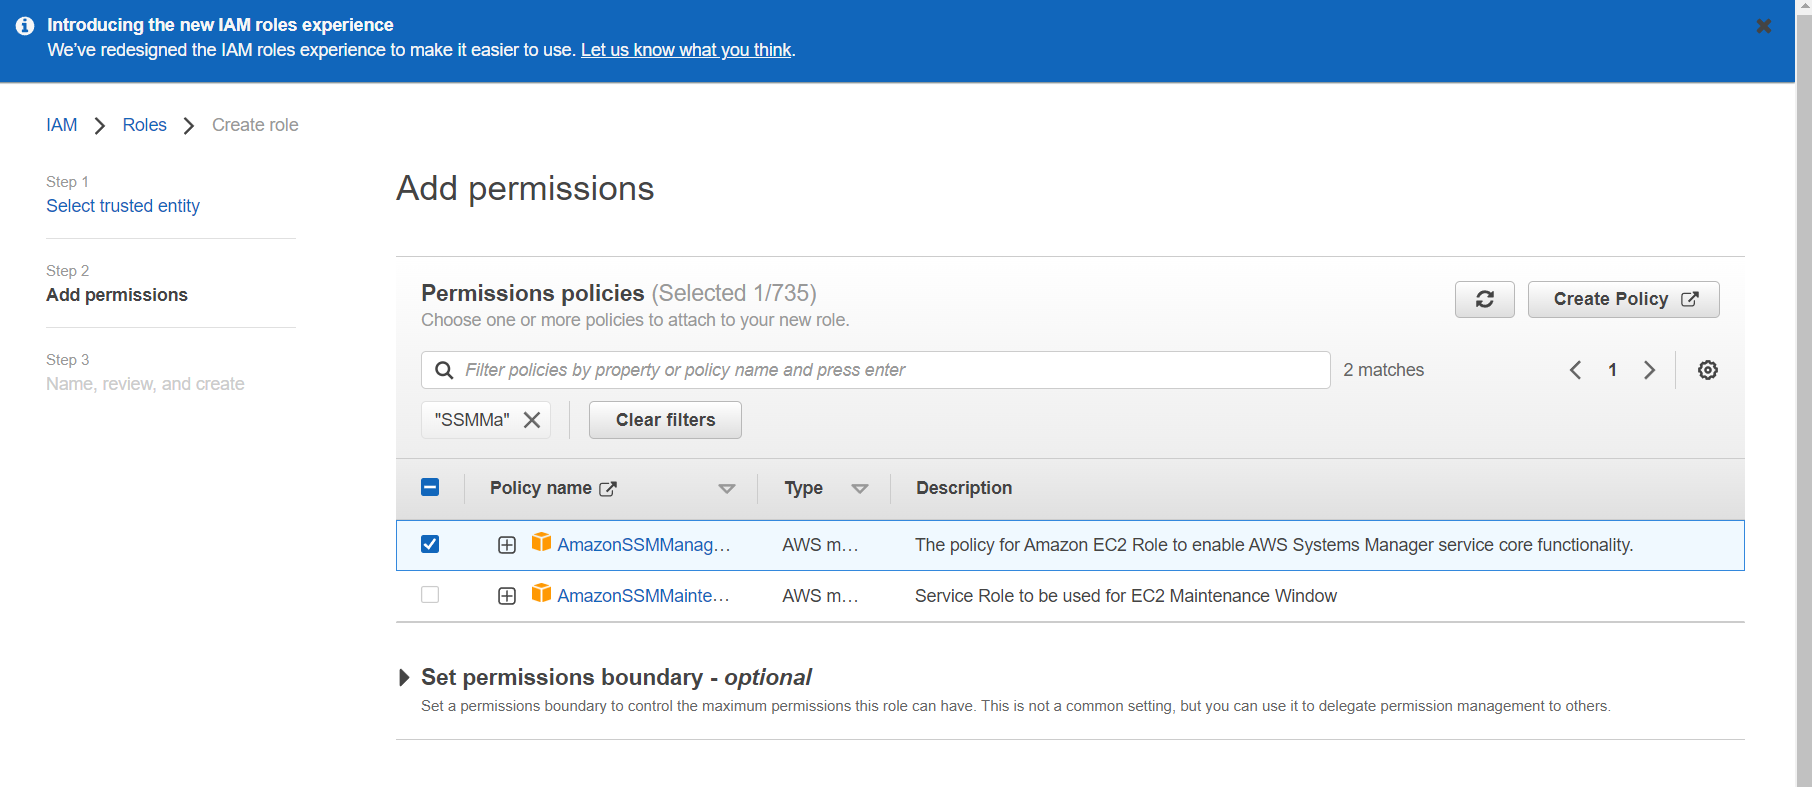 Introducing the new IAM roles experience
We've redesigned the IAM roles experience to make it easier to use. Let us know what you think.
IAM Roles Create role
Step 1
Select trusted entity
Step 2
Add permissions
Step 3
Name, review, and create
Add permissions
Permissions policies (Selected 1/735)
Choose one or more policies to attach to your new role.
Create Policy
Filter policies by property or policy name and press enter
2 matches
1
"SSMMa"
Clear filters
Policy name Type Description
AmazonSSMManag... AWS m... The policy for Amazon EC2 Role to enable AWS Systems Manager service core functionality.
AmazonSSMMainte... AWS m... Service Role to be used for EC2 Maintenance Window
Set permissions boundary - optional
Set a permissions boundary to control the maximum permissions this role can have. This is not a common setting, but you can use it to delegate permission management to others.